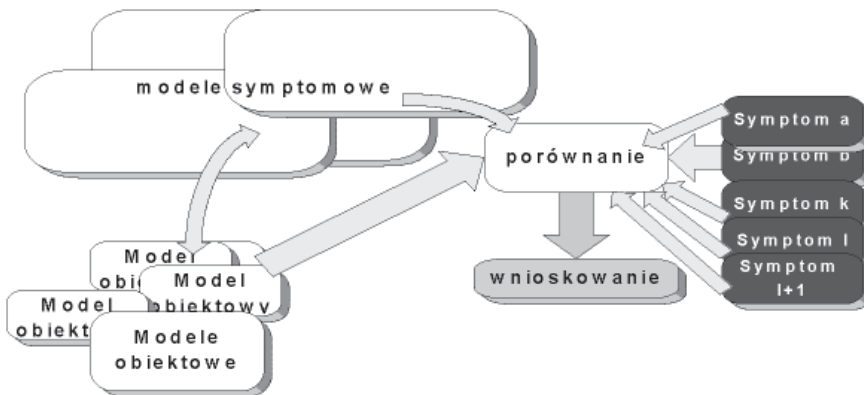 modele symptomowe
porównanie
wnioskowanie
Symptom a
Symptom b
Symptom k
Symptom l
Symptom
l+1
Model
Model
obiektowy
Model
Modele
obiektowe